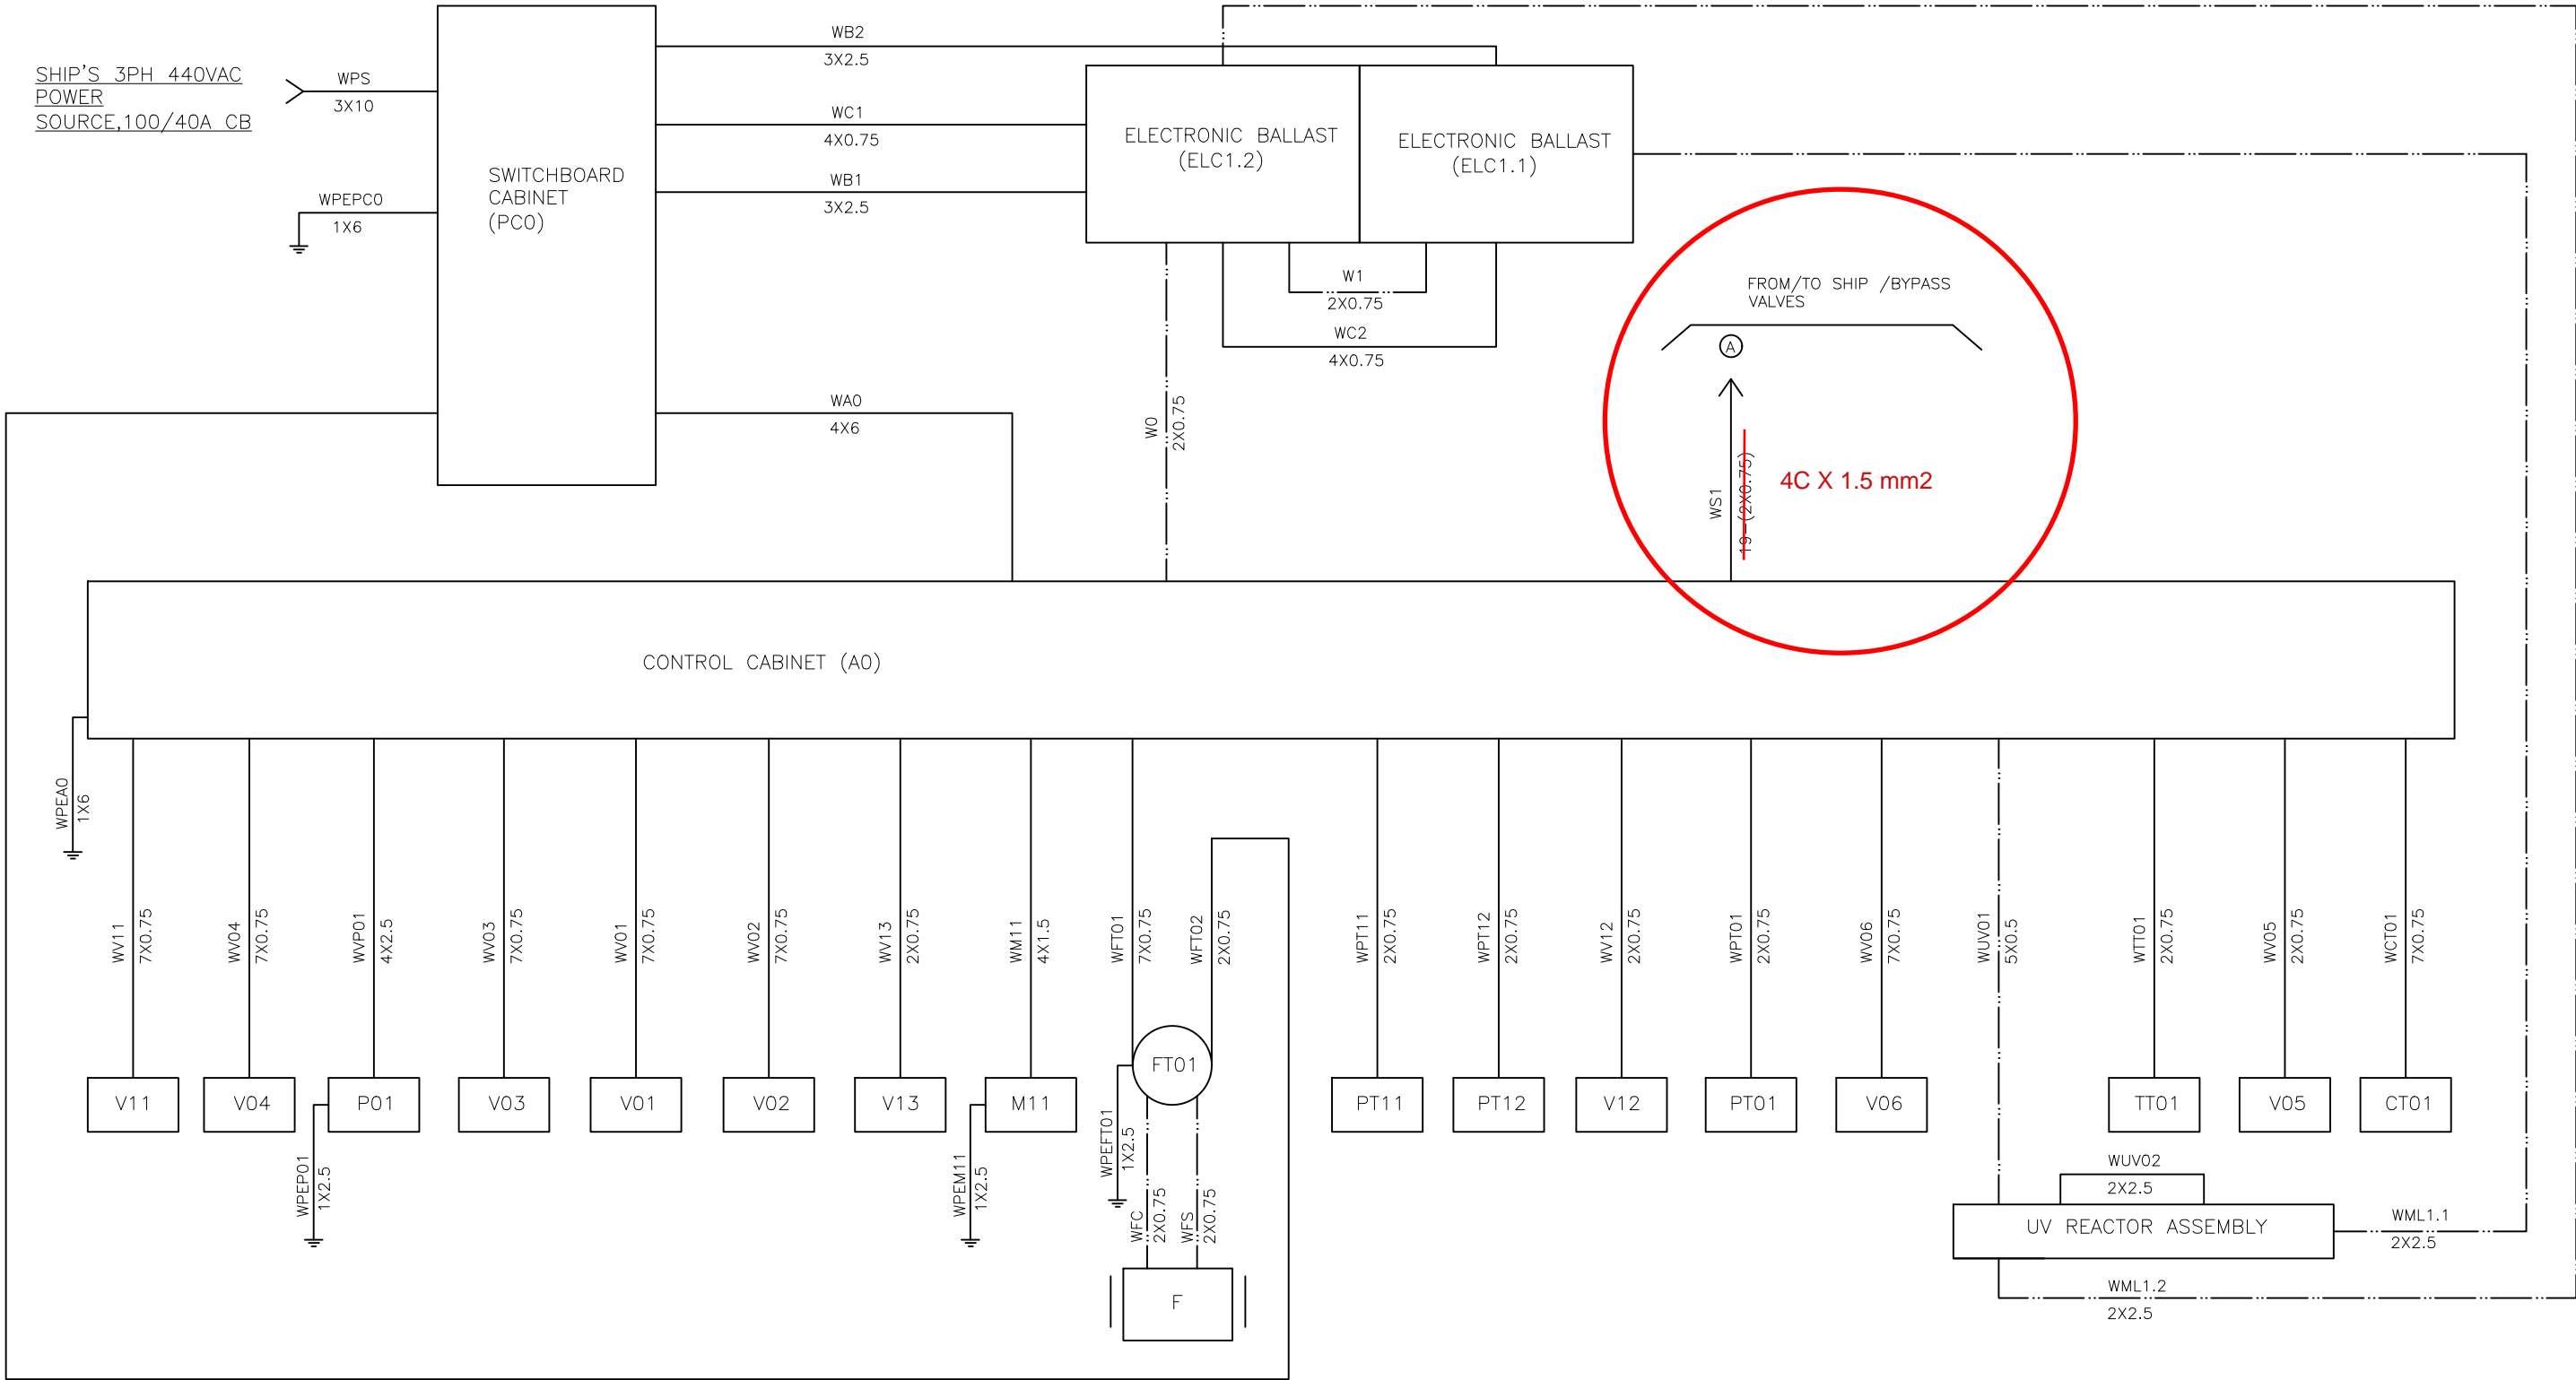 SHIP'S 3PH 440VAC
POWER
SOURCE,100/40A CB
WPS
3X10
WPEPC0
1X6
SWITCHBOARD
CABINET
(PC0)
WB2
3X2.5
WC1
4X0.75
WB1
3X2.5
WA0
4X6
ELECTRONIC BALLAST
(ELC1.2)
ELECTRONIC BALLAST
(ELC1.1)
W1
2X0.75
WC2
4X0.75
W0
2X0.75
FROM/TO SHIP /BYPASS
VALVES
A
WS1
19-(2X0.75)
4C X 1.5 mm2
CONTROL CABINET (A0)
WPEA0
1X6
WV11
7X0.75
WV04
7X0.75
WVP01
4X2.5
WV03
7X0.75
WV01
7X0.75
WV02
7X0.75
WV13
2X0.75
WM11
4X1.5
WFT01
7X0.75
WFT02
2X0.75
WPT11
2X0.75
WPT12
2X0.75
WV12
2X0.75
WPT01
2X0.75
WV06
7X0.75
WUV01
5X0.5
WTT01
2X0.75
WV05
2X0.75
WCT01
7X0.75
V11
V04
P01
V03
V01
V02
V13
M11
FT01
PT11
PT12
V12
PT01
V06
TT01
V05
CT01
WPEP01
1X2.5
WPEM11
1X2.5
WPEFT01
1X2.5
WFC
2X0.75
WFS
2X0.75
F
WUV02
2X2.5
UV REACTOR ASSEMBLY
WML1.1
2X2.5
WML1.2
2X2.5